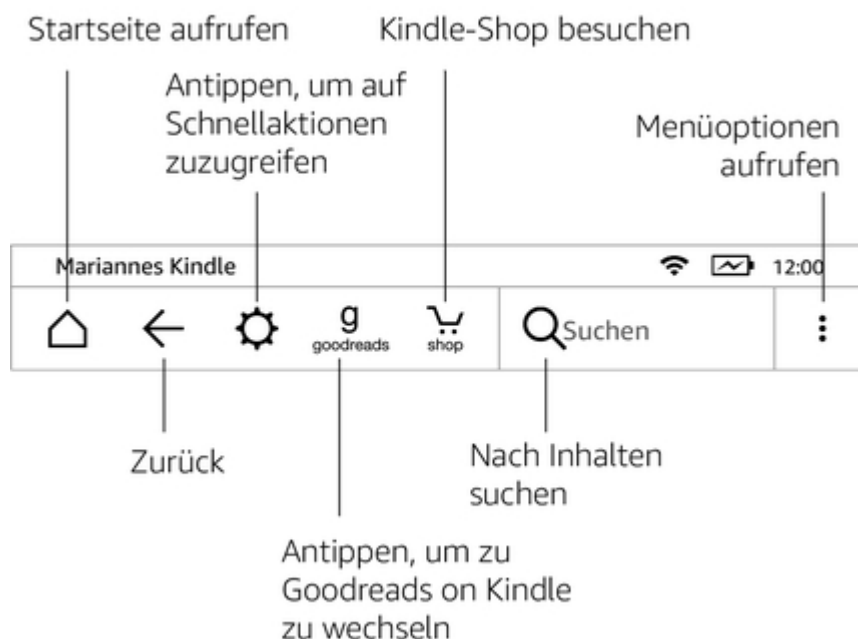 Startseite aufrufen
Kindle-Shop besuchen
Antippen, um auf
Schnellaktionen
zuzugreifen
Menüoptionen
aufrufen
Mariannes Kindle
12:00
g
goodreads
shop
Suchen
Zurück
Nach Inhalten
suchen
Antippen, um zu
Goodreads on Kindle
zu wechseln